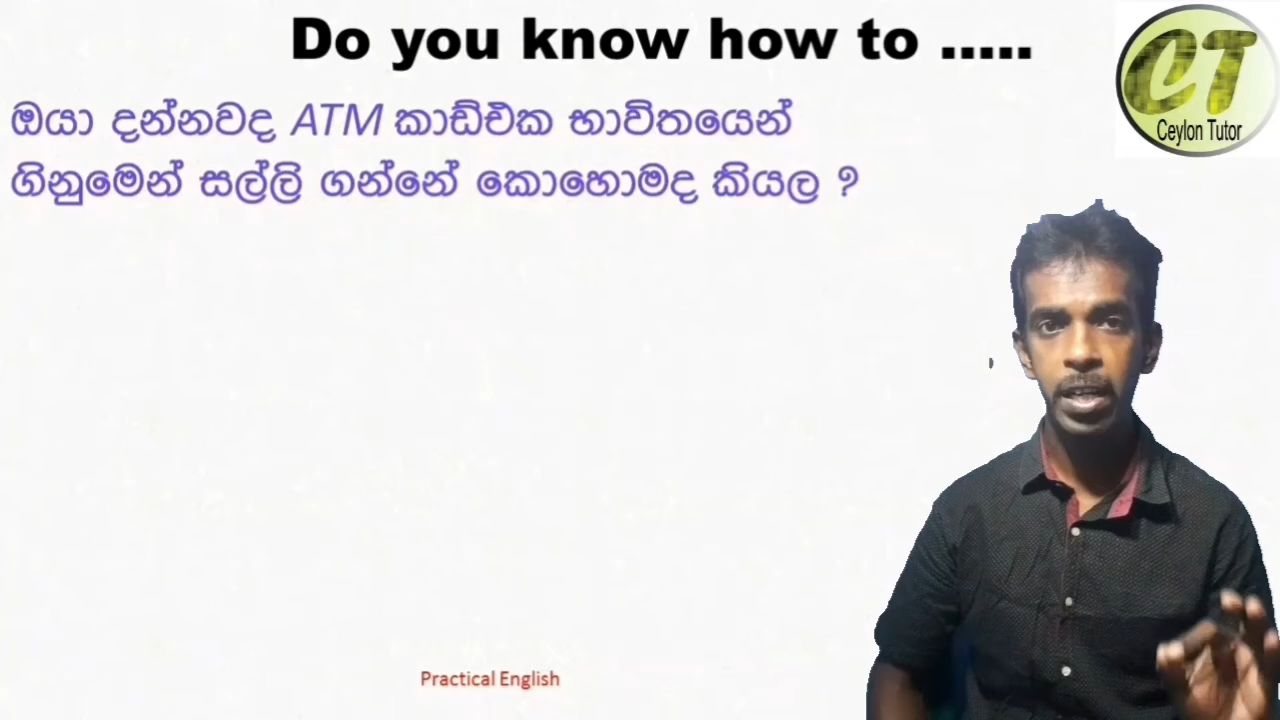 Do you know how to .....
CT
Ceylon Tutor
ඔයා දන්නවද ATM කාඩ්එක භාවිතයෙන්
ගිනුමෙන් සල්ලි ගන්නේ කොහොමද කියල ?
Practical English